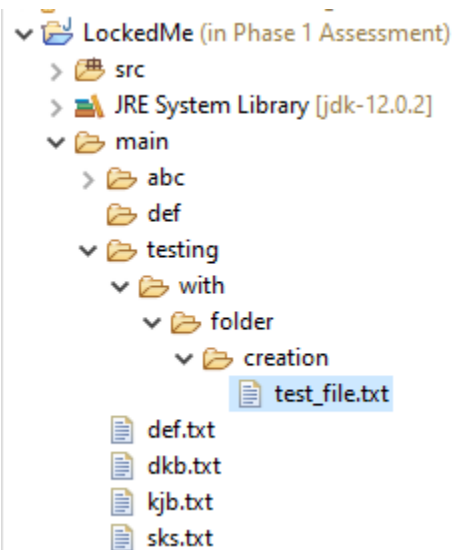 LockedMe (in Phase 1 Assessment)
src
JRE System Library [jdk-12.0.2]
main
abc
def
testing
with
folder
creation
test_file.txt
def.txt
dkb.txt
kjb.txt
sks.txt